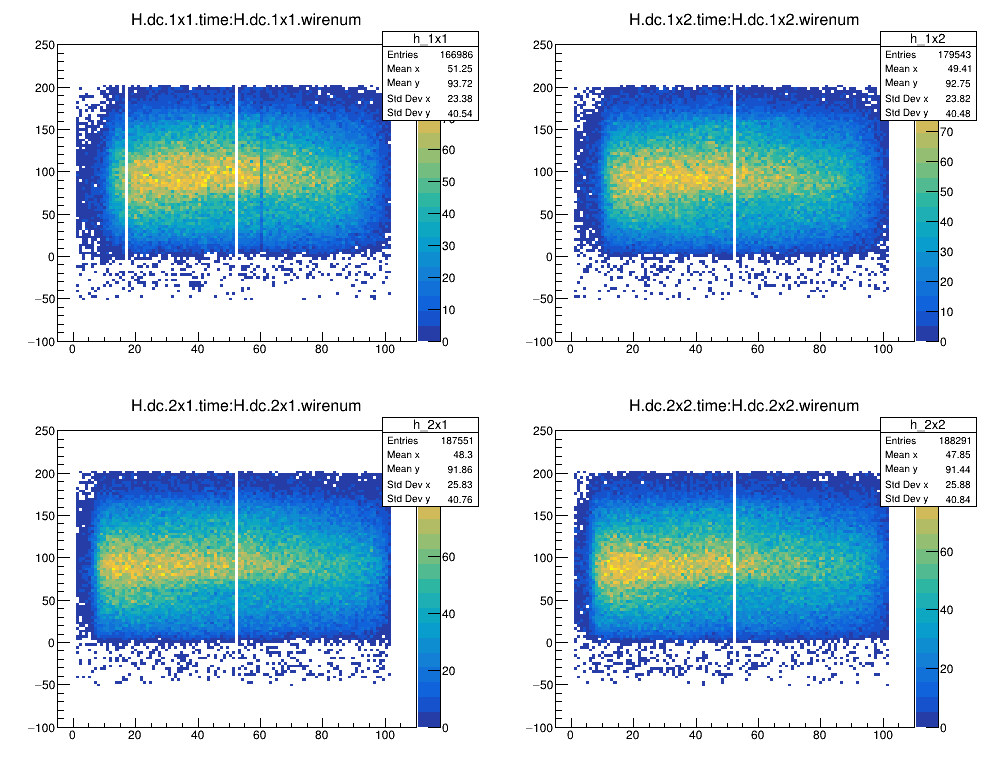 H.dc.1x1.time:H.dc.1x1.wirenum
h_1x1
Entries 166986
Mean x 51.25
Mean y 93.72
Std Dev x 23.38
Std Dev y 40.54
250
200
150
100
50
0
−50
−100
0 20 40 60 80 100
60
50
40
30
20
10
0
H.dc.1x2.time:H.dc.1x2.wirenum
h_1x2
Entries 179543
Mean x 49.41
Mean y 92.75
Std Dev x 23.82
Std Dev y 40.48
250
200
150
100
50
0
−50
−100
0 20 40 60 80 100
70
60
50
40
30
20
10
0
H.dc.2x1.time:H.dc.2x1.wirenum
h_2x1
Entries 187551
Mean x 48.3
Mean y 91.86
Std Dev x 25.83
Std Dev y 40.76
250
200
150
100
50
0
−50
−100
0 20 40 60 80 100
60
40
20
0
H.dc.2x2.time:H.dc.2x2.wirenum
h_2x2
Entries 188291
Mean x 47.85
Mean y 91.44
Std Dev x 25.88
Std Dev y 40.84
250
200
150
100
50
0
−50
−100
0 20 40 60 80 100
60
40
20
0